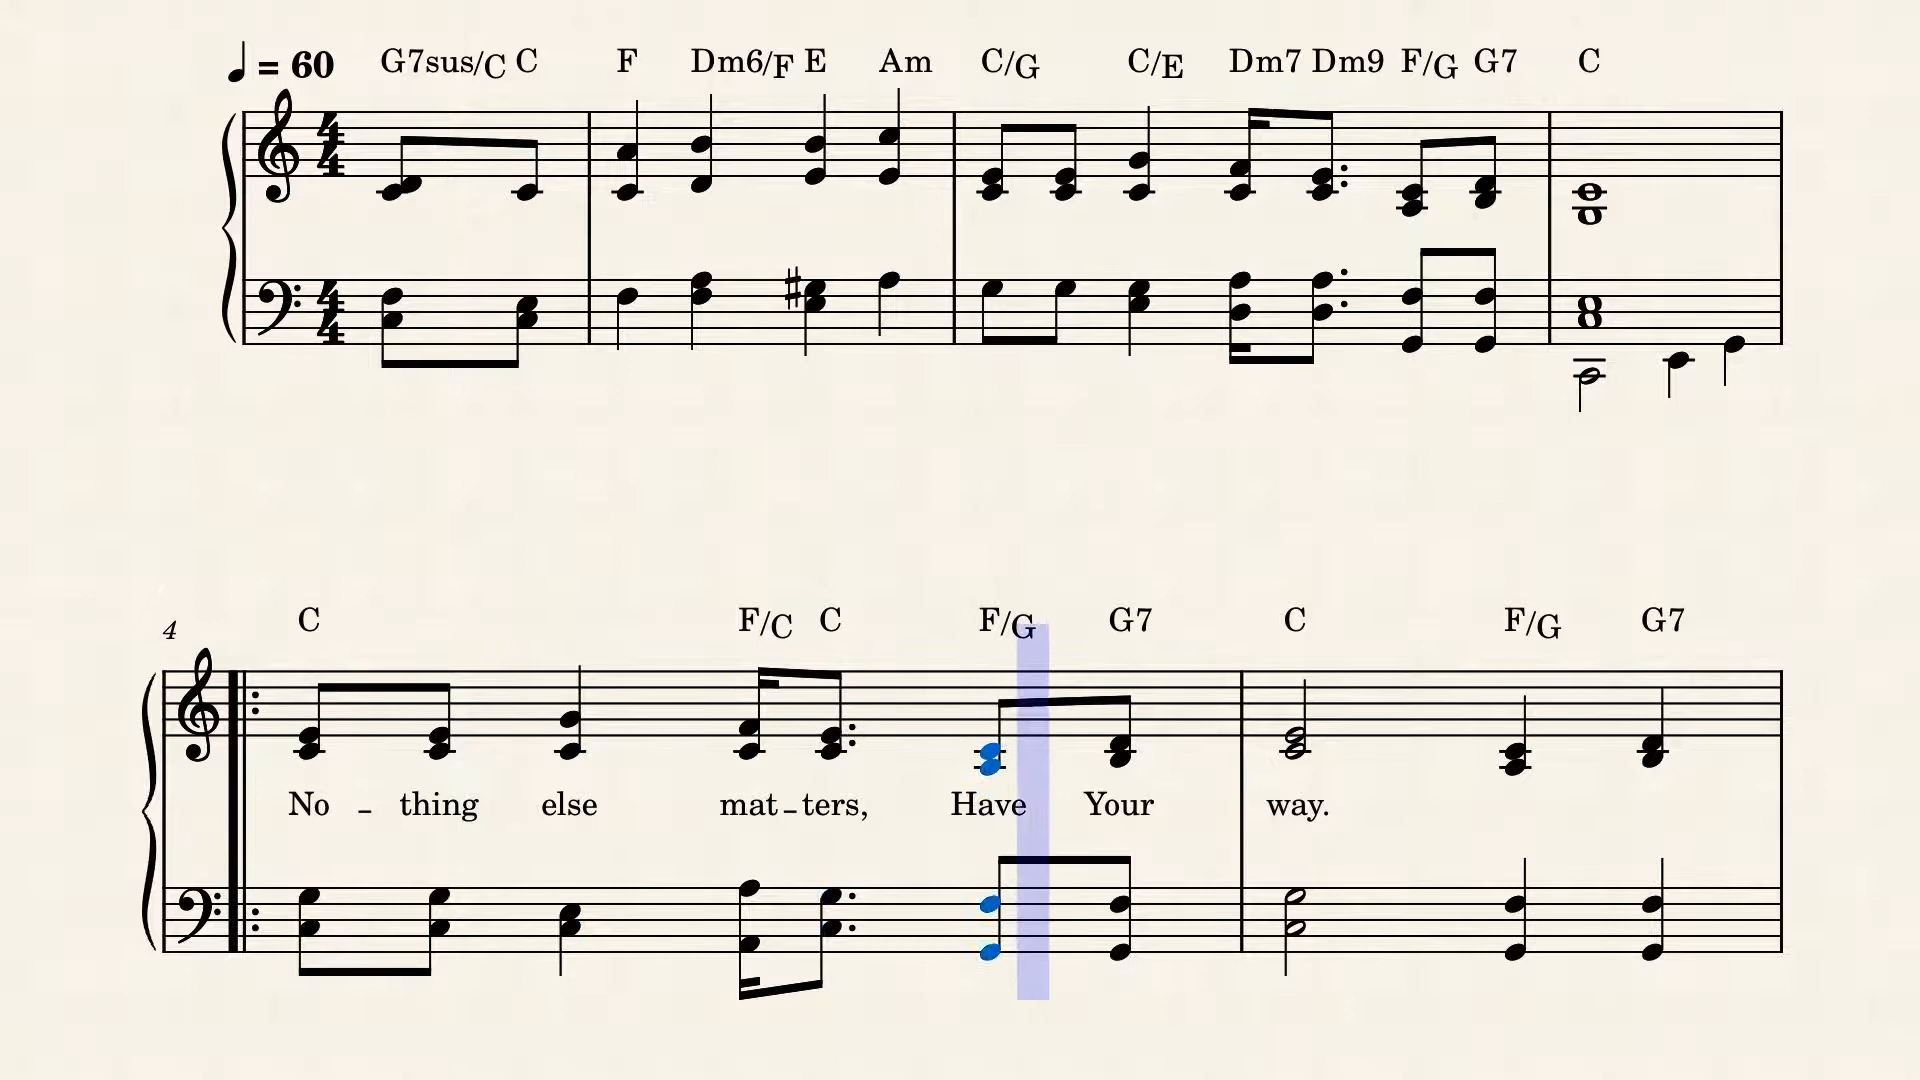 = 60 G7sus/C C F Dm6/F E Am C/G C/E Dm7 Dm9 F/G G7 C
4 C F/C C F/G G7 C F/G G7
No - thing else mat - ters, Have Your way.